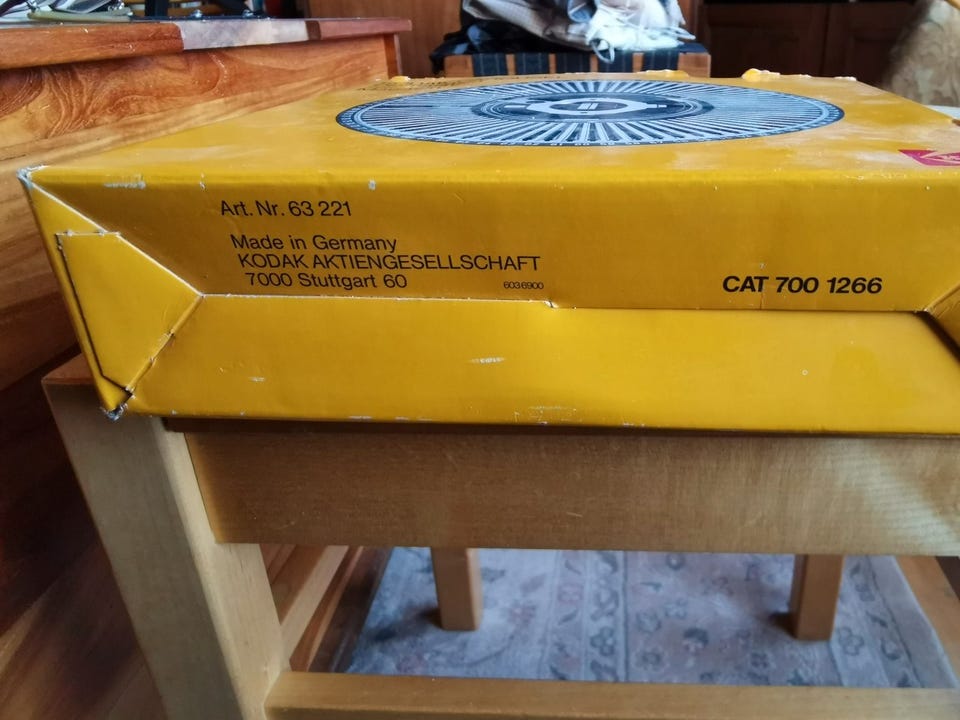 Art. Nr. 63 221
Made in Germany
KODAK AKTIENGESELLSCHAFT
7000 Stuttgart 60
6036900
CAT 700 1266